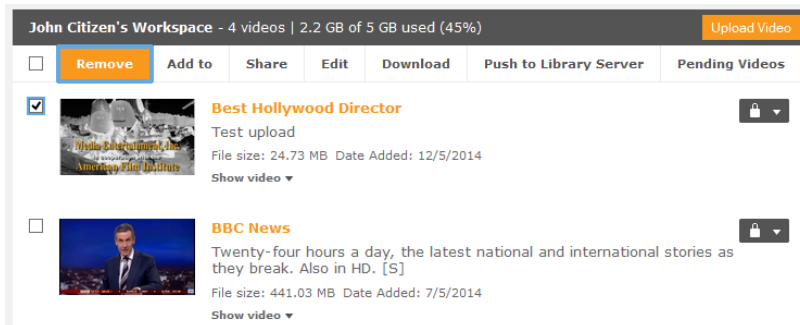 John Citizen's Workspace - 4 videos | 2.2 GB of 5 GB used (45%) Upload Video
Remove Add to Share Edit Download Push to Library Server Pending Videos
Best Hollywood Director
Test upload
File size: 24.73 MB Date Added: 12/5/2014
Show video
Media Entertainment, Inc.
in cooperation with the
American Film Institute
BBC News
Twenty-four hours a day, the latest national and international stories as
they break. Also in HD. [S]
File size: 441.03 MB Date Added: 7/5/2014
Show video